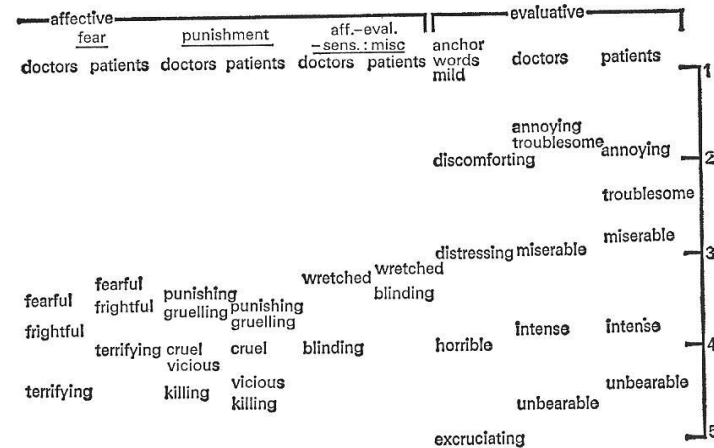 affective evaluative
fear punishment aff.-eval.
-sens.: misc anchor
words
mild
doctors patients doctors patients doctors patients doctors patients 1
annoying
troublesome
discomforting annoying 2
troublesome
distressing miserable miserable 3
wretched wretched
blinding
fearful fearful punishing
frightful gruelling punishing
gruelling
frightful
terrifying cruel cruel blinding horrible intense intense 4
vicious
terrifying killing vicious
killing unbearable unbearable
excruciating 5